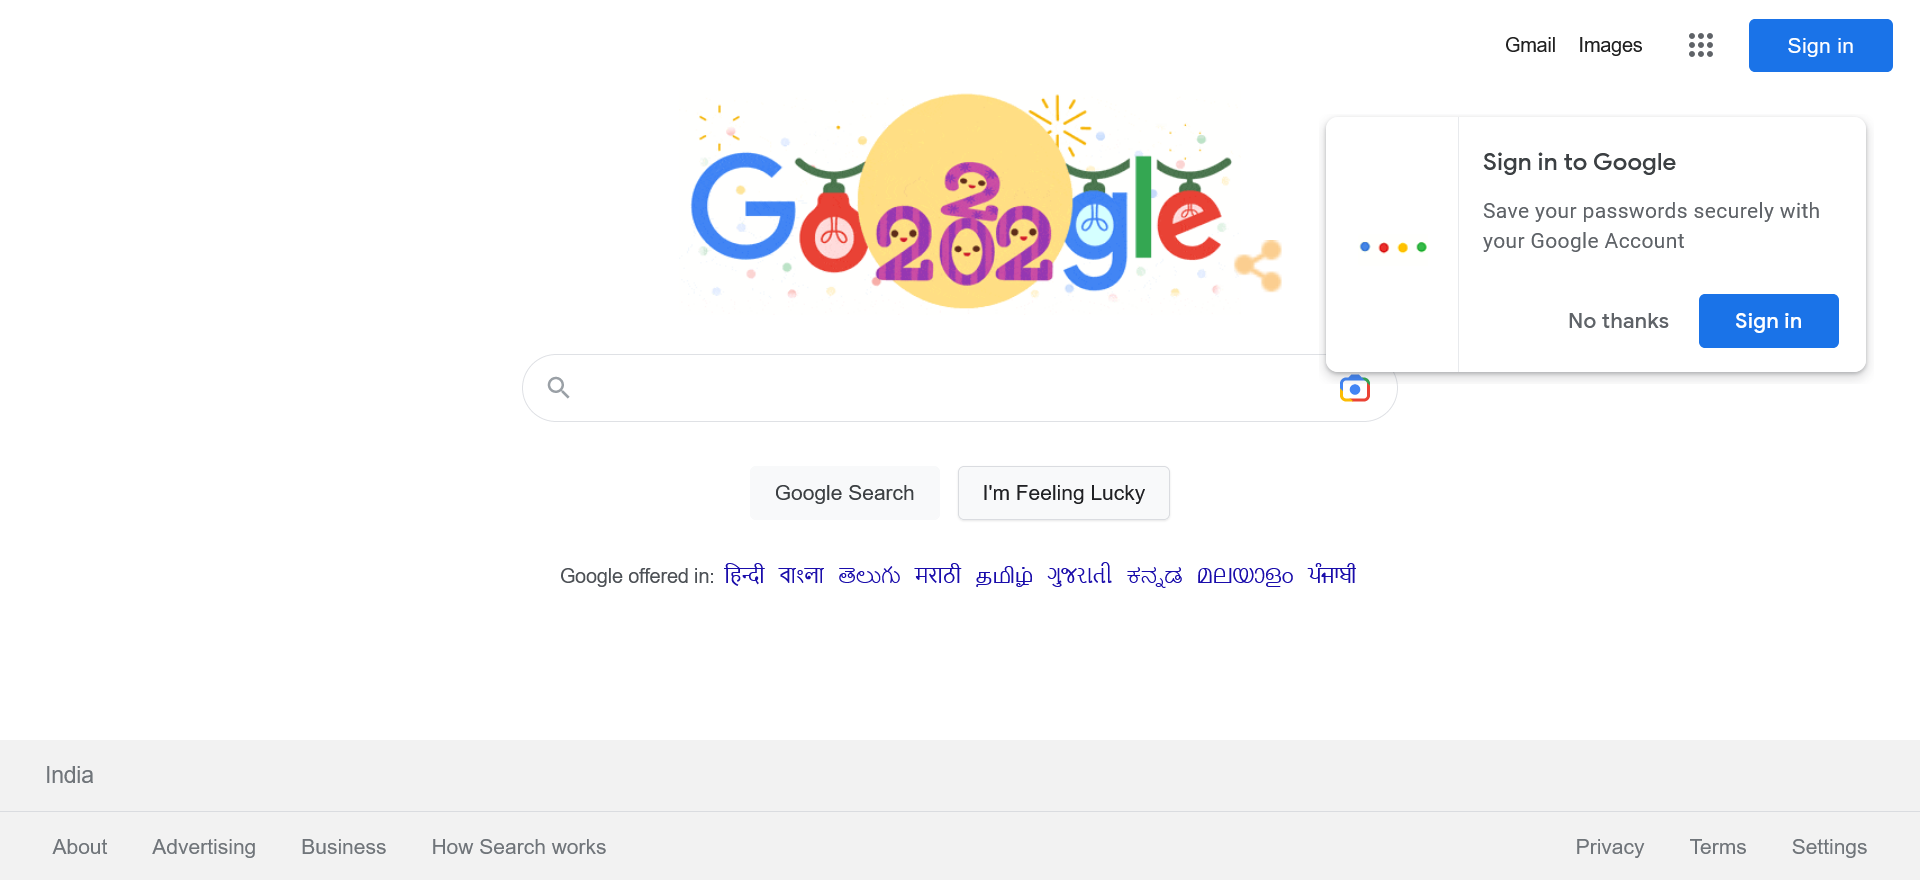 Gmail Images Sign in
Google
2022
Sign in to Google
Save your passwords securely with
your Google Account
No thanks Sign in
Google Search I'm Feeling Lucky
Google offered in: हिन्दी বাংলা తెలుగు मराठी தமிழ் ગુજરાતી ಕನ್ನಡ മലയാളം ਪੰਜਾਬੀ
India
About Advertising Business How Search works Privacy Terms Settings